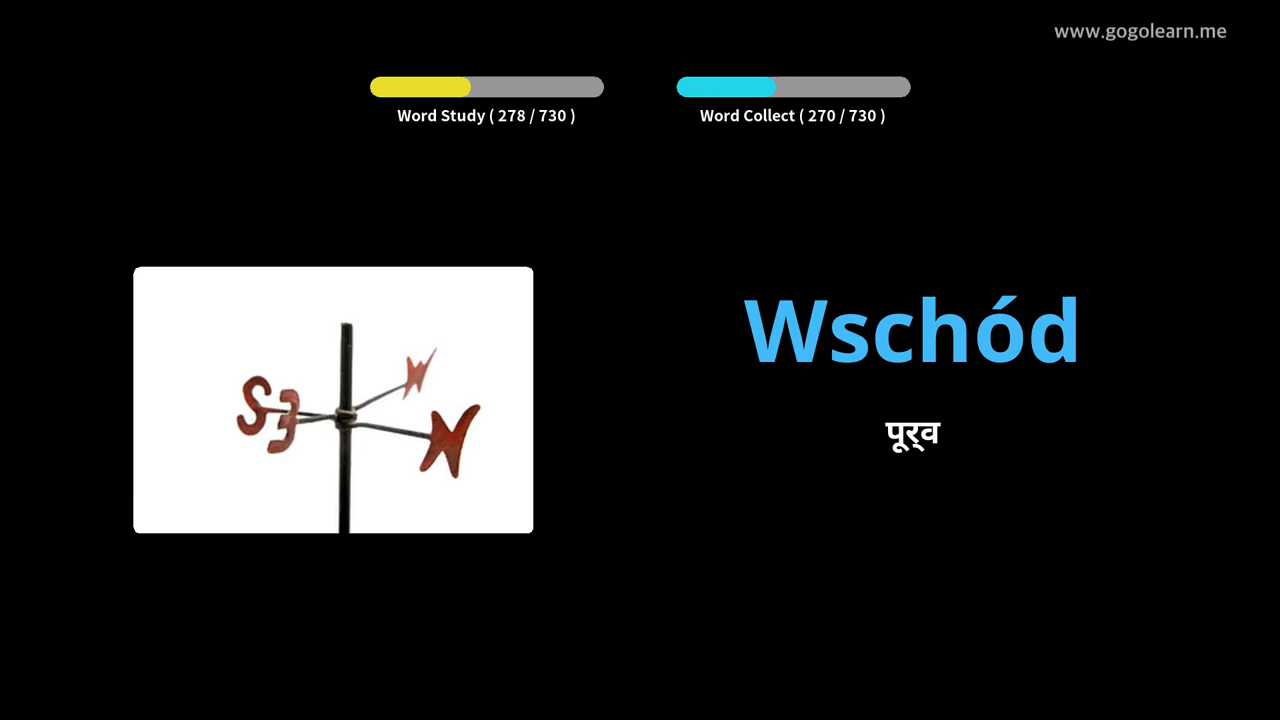 www.gogolearn.me
Word Study ( 278 / 730 )
Word Collect ( 270 / 730 )
Wschód
पूर्व
S
E
N